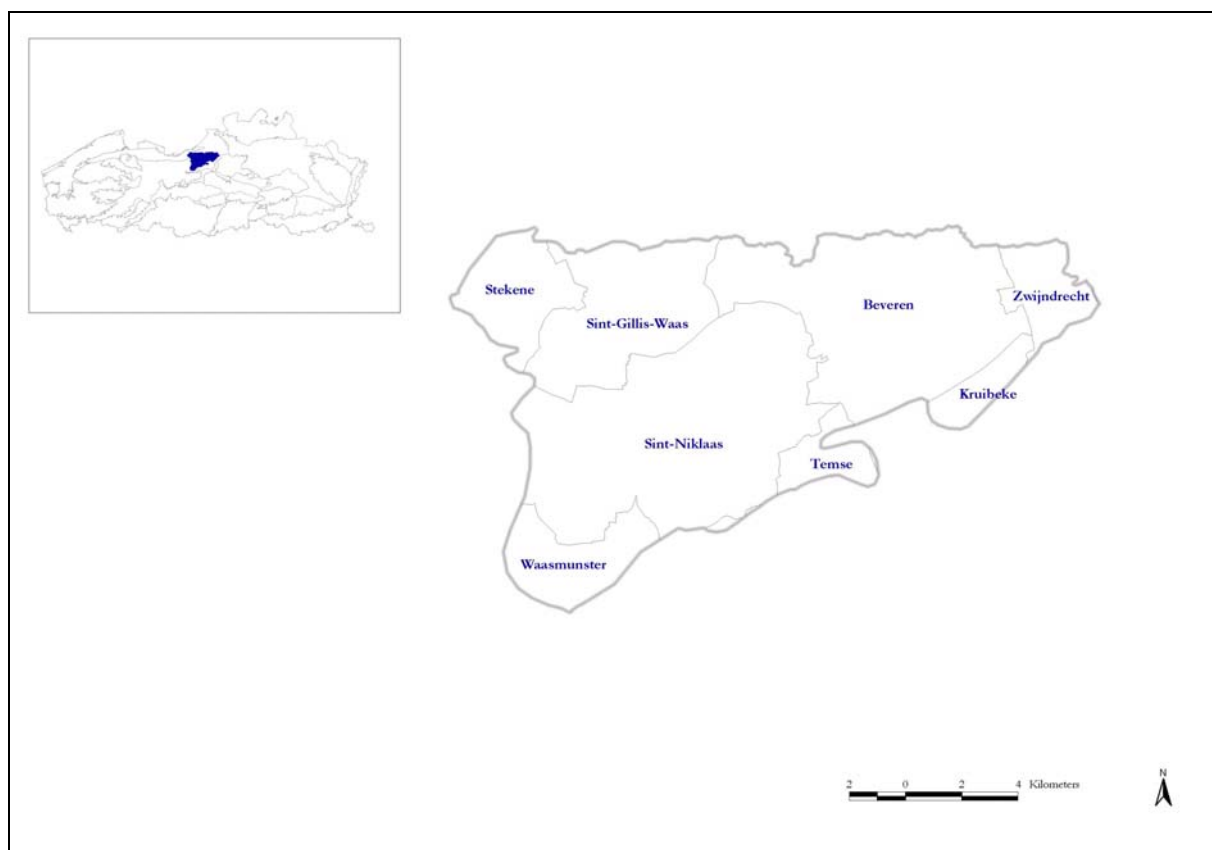 Stekene
Zwijndrecht
Beveren
Sint-Gillis-Waas
Kruibeke
Sint-Niklaas
Temse
Waasmunster
2 0 2 4 Kilometers
N